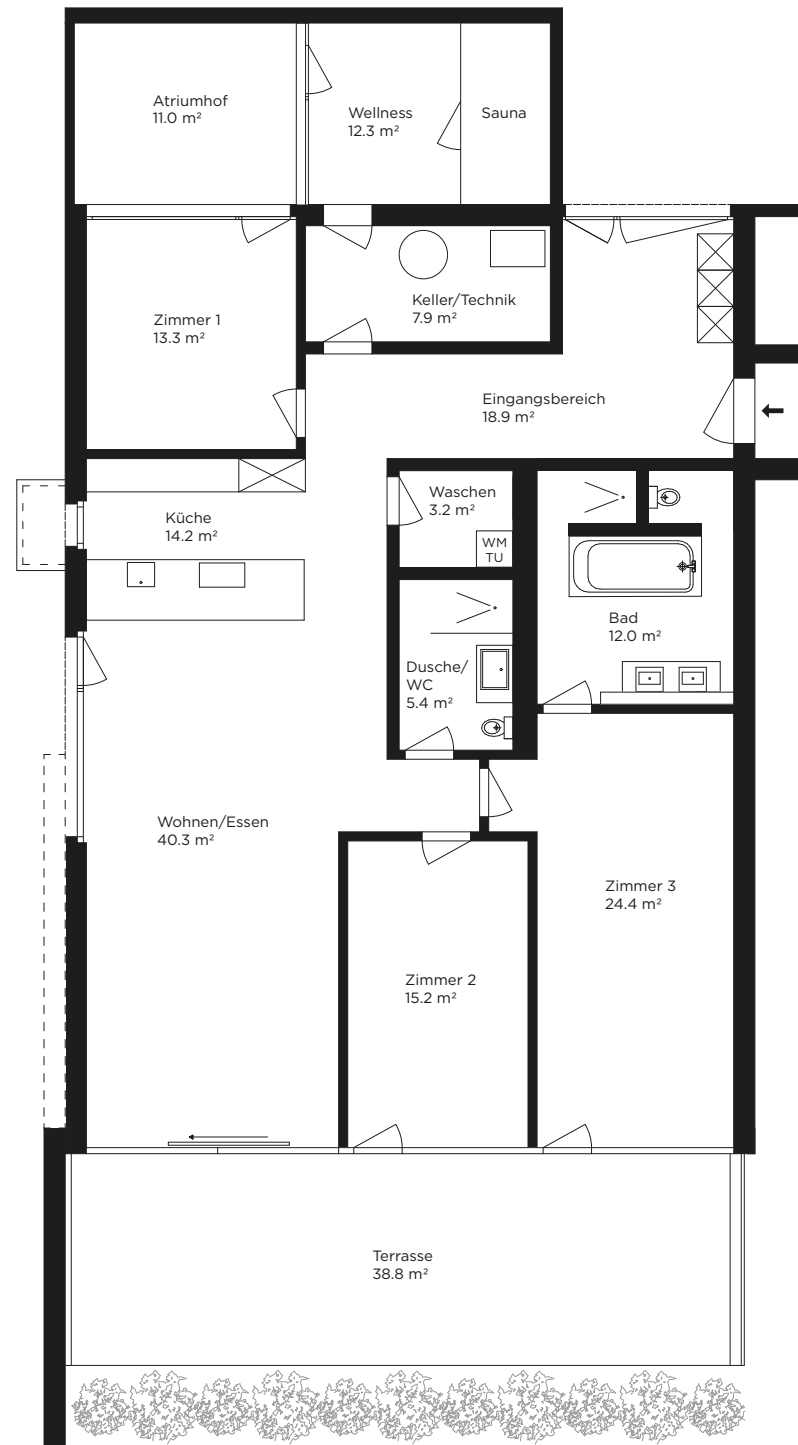 Atriumhof
11.0 m²
Wellness
12.3 m²
Sauna
Zimmer 1
13.3 m²
Keller/Technik
7.9 m²
Eingangsbereich
18.9 m²
Küche
14.2 m²
Waschen
3.2 m²
WM
TU
Bad
12.0 m²
Dusche/
WC
5.4 m²
Wohnen/Essen
40.3 m²
Zimmer 3
24.4 m²
Zimmer 2
15.2 m²
Terrasse
38.8 m²